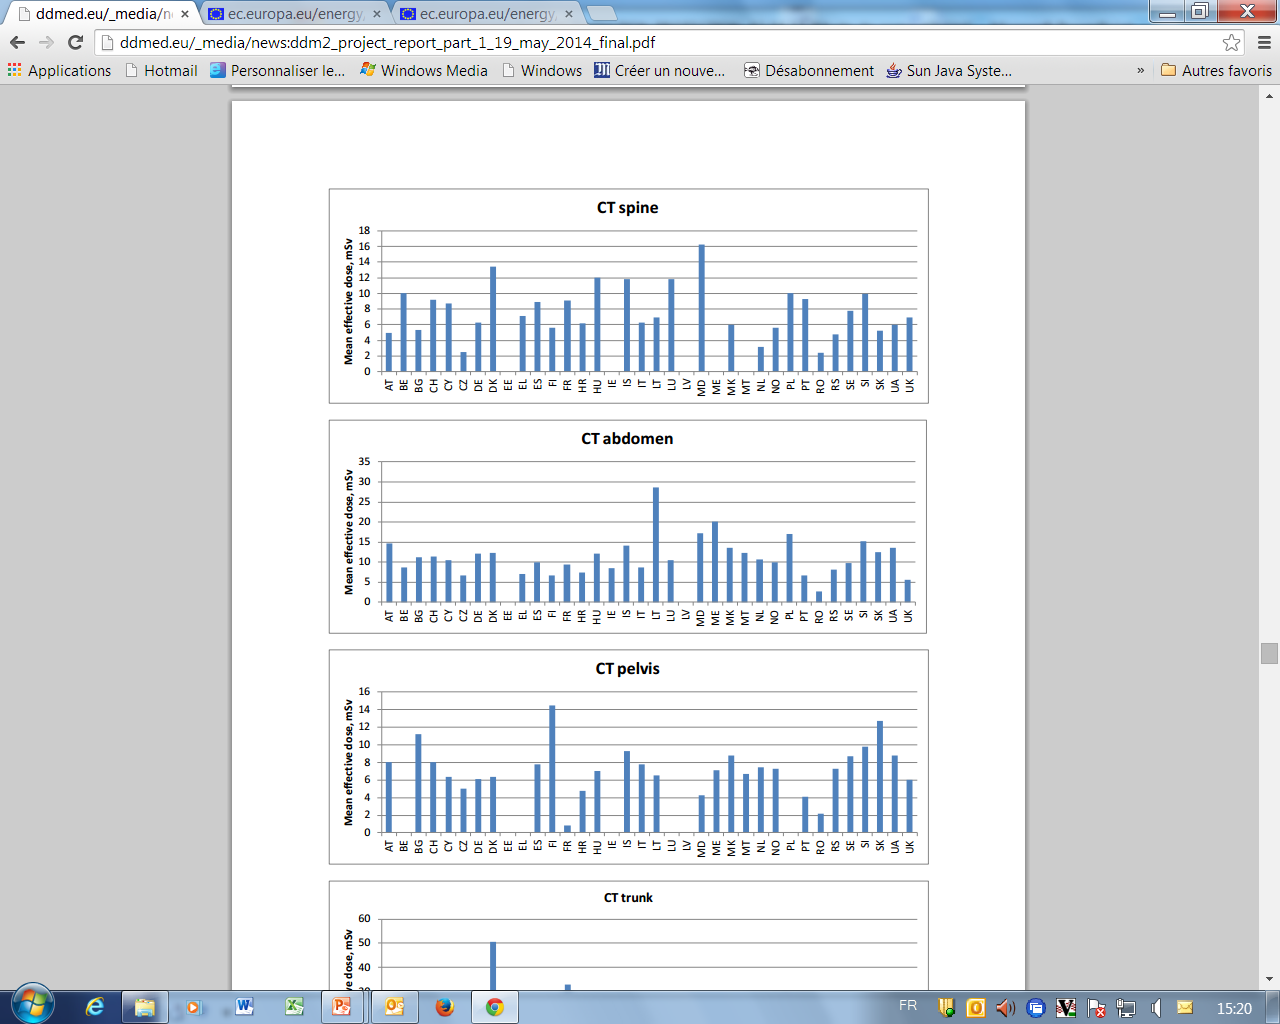 ddmed.eu/_media/ne
ec.europa.eu/energy
ec.europa.eu/energy
ddmed.eu/_media/news:ddm2_project_report_part_1_19_may_2014_final.pdf
Applications Hotmail Personnaliser le... Windows Media Windows Créer un nouve... Désabonnement Sun Java Syste... » Autres favoris
CT spine
Mean effective dose, mSv
18
16
14
12
10
8
6
4
2
0
AT BE BG CH CY CZ DE DK EE EL ES FI FR HR HU IE IS IT LT LU LV MD ME MK MT NL NO PL PT RO RS SE SI SK UA UK
CT abdomen
Mean effective dose, mSv
35
30
25
20
15
10
5
0
AT BE BG CH CY CZ DE DK EE EL ES FI FR HR HU IE IS IT LT LU LV MD ME MK MT NL NO PL PT RO RS SE SI SK UA UK
CT pelvis
Mean effective dose, mSv
16
14
12
10
8
6
4
2
0
AT BE BG CH CY CZ DE DK EE EL ES FI FR HR HU IE IS IT LT LU LV MD ME MK MT NL NO PL PT RO RS SE SI SK UA UK
CT trunk
dose, mSv
60
50
40
FR
15:20